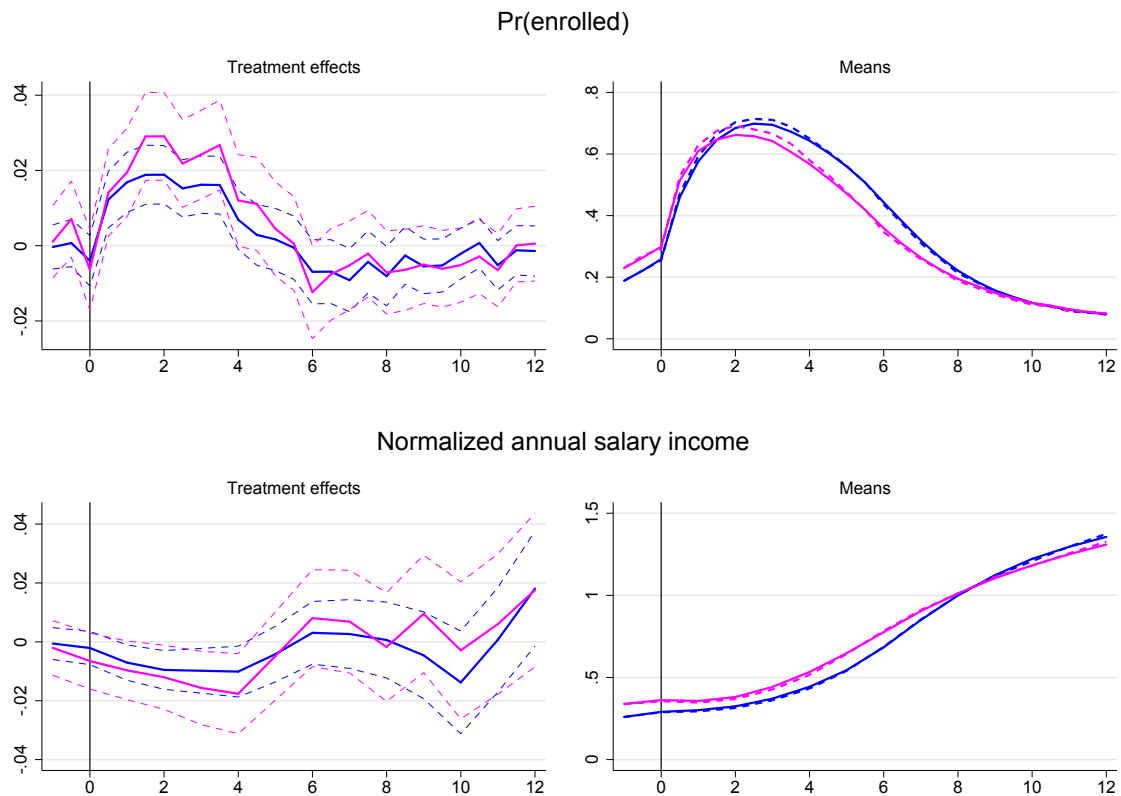 Pr(enrolled)
Treatment effects
Means
.04
.02
0
-.02
0 2 4 6 8 10 12
.8
.6
.4
.2
0
0 2 4 6 8 10 12
Normalized annual salary income
Treatment effects
Means
.04
.02
0
-.02
-.04
0 2 4 6 8 10 12
1.5
1
.5
0
0 2 4 6 8 10 12